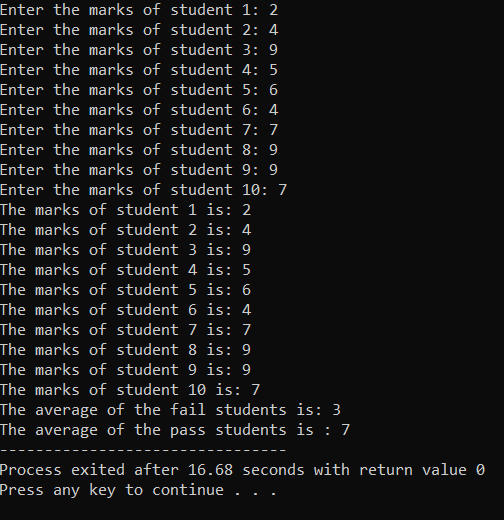 Enter the marks of student 1: 2
Enter the marks of student 2: 4
Enter the marks of student 3: 9
Enter the marks of student 4: 5
Enter the marks of student 5: 6
Enter the marks of student 6: 4
Enter the marks of student 7: 7
Enter the marks of student 8: 9
Enter the marks of student 9: 9
Enter the marks of student 10: 7
The marks of student 1 is: 2
The marks of student 2 is: 4
The marks of student 3 is: 9
The marks of student 4 is: 5
The marks of student 5 is: 6
The marks of student 6 is: 4
The marks of student 7 is: 7
The marks of student 8 is: 9
The marks of student 9 is: 9
The marks of student 10 is: 7
The average of the fail students is: 3
The average of the pass students is : 7
--------------------------------
Process exited after 16.68 seconds with return value 0
Press any key to continue . . .